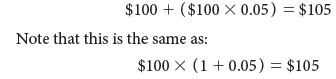 $100 + ($100 × 0.05) = $105
Note that this is the same as:
$100 × (1 + 0.05) = $105